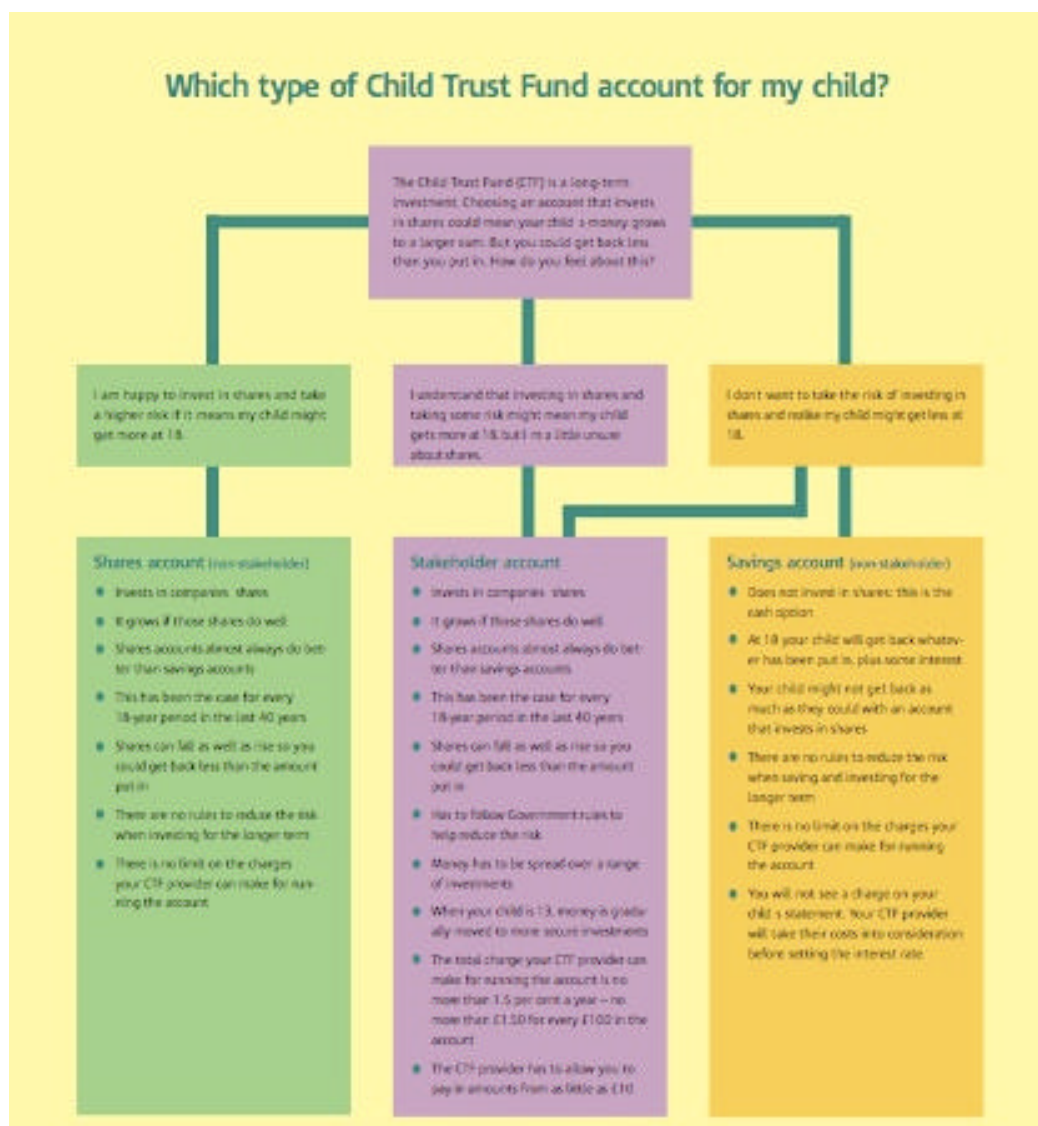 Which type of Child Trust Fund account for my child?
The Child Trust Fund (CTF) is a long-term
investment. Choosing an account that invests
in shares could mean your child s money grows
to a larger sum. But you could get back less
than you put in. How do you feel about this?
I am happy to invest in shares and take
a higher risk if it means my child might
get more at 18.
I understand that investing in shares and
taking some risk might mean my child
gets more at 18, but I m a little unsure
about shares.
I don t want to take the risk of investing in
shares and realise my child might get less at
18.
Shares account (non-stakeholder)
Invests in companies shares
It grows if those shares do well
Shares accounts almost always do bet-
ter than savings accounts
This has been the case for every
18-year period in the last 40 years
Shares can fall as well as rise so you
could get back less than the amount
put in
There are no rules to reduce the risk
when investing for the longer term
There is no limit on the charges
your CTF provider can make for run-
ning the account
Stakeholder account
Invests in companies shares
It grows if those shares do well
Shares accounts almost always do bet-
ter than savings accounts
This has been the case for every
18-year period in the last 40 years
Shares can fall as well as rise so you
could get back less than the amount
put in
Has to follow Government rules to
help reduce the risk
Money has to be spread over a range
of investments
When your child is 13, money is gradu-
ally moved to more secure investments
The total charge your CTF provider can
make for running the account is no
more than 1.5 per cent a year – no
more than £1.50 for every £100 in the
account
The CTF provider has to allow you to
pay in amounts from as little as £10
Savings account (non-stakeholder)
Does not invest in shares: this is the
cash option
At 18 your child will get back whatev-
er has been put in, plus some interest
Your child might not get back as
much as they could with an account
that invests in shares
There are no rules to reduce the risk
when saving and investing for the
longer term
There is no limit on the charges your
CTF provider can make for running
the account
You will not see a charge on your
child s statement. Your CTF provider
will take their costs into consideration
before setting the interest rate